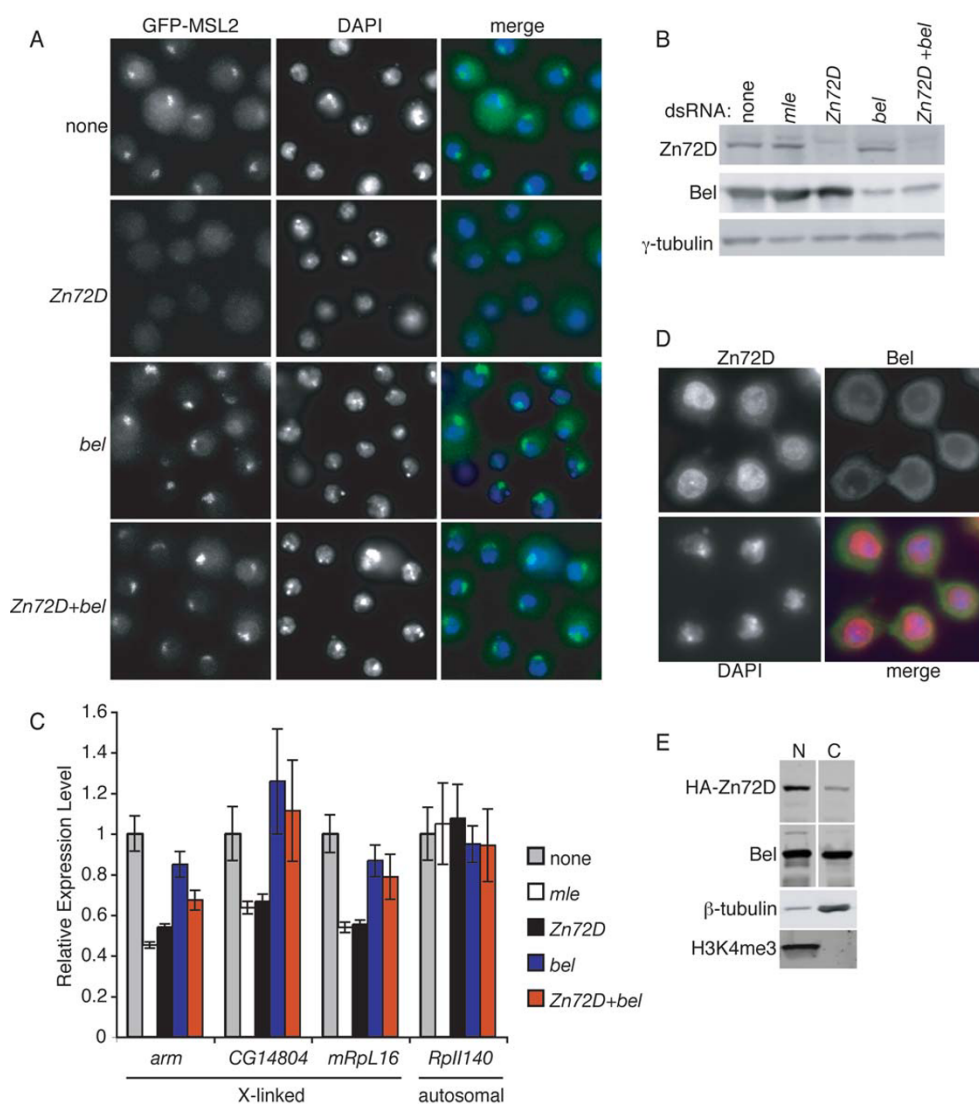 A
GFP-MSL2 DAPI merge
none
Zn72D
bel
Zn72D+bel
B
dsRNA: none mle Zn72D bel Zn72D +bel
Zn72D
Bel
γ-tubulin
C
Relative Expression Level
1.6
1.4
1.2
1
0.8
0.6
0.4
0.2
0
arm CG14804 mRpL16 RpII140
X-linked autosomal
none
mle
Zn72D
bel
Zn72D+bel
D
Zn72D Bel
DAPI merge
E
N C
HA-Zn72D
Bel
β-tubulin
H3K4me3